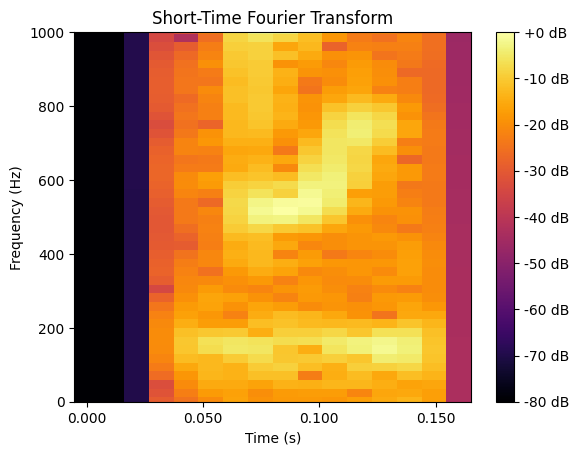 Short-Time Fourier Transform
1000
800
600
400
200
0
Frequency (Hz)
0.000
0.050
0.100
0.150
Time (s)
+0 dB
-10 dB
-20 dB
-30 dB
-40 dB
-50 dB
-60 dB
-70 dB
-80 dB